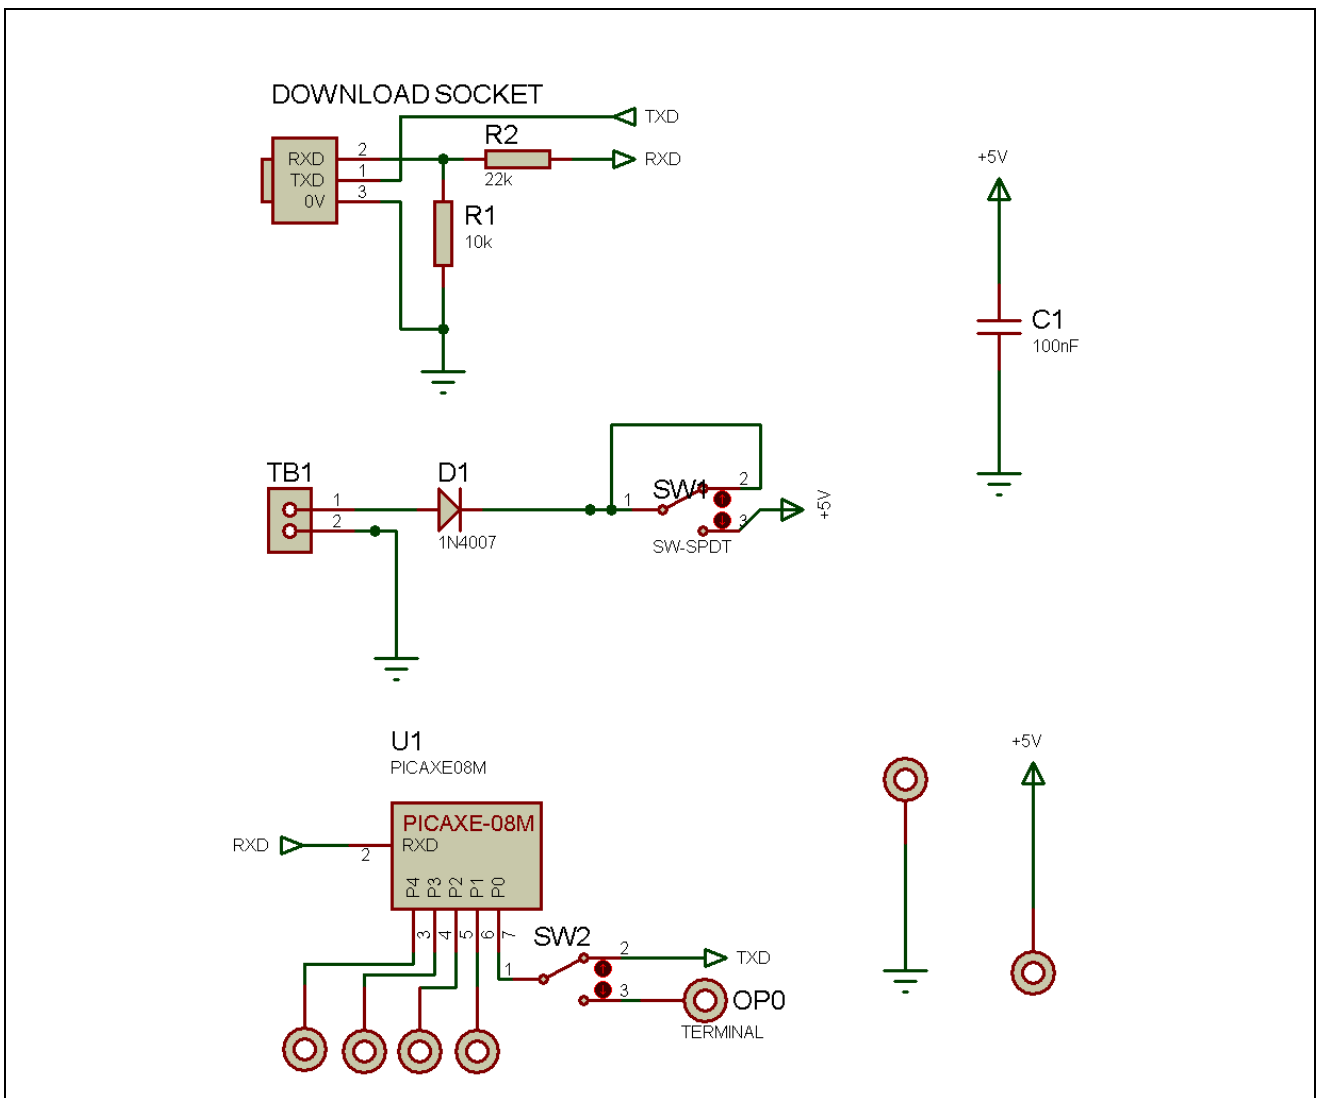 DOWNLOAD SOCKET
TXD
R2
RXD
2
RXD
TXD
1
22k
0V
3
R1
10k
+5V
C1
100nF
TB1
D1
1
2
1N4007
SW1
1
2
3
SW-SPDT
+5V
U1
PICAXE08M
PICAXE-08M
RXD
2
RXD
P4
P3
P2
P1
P0
3
4
5
6
7
SW2
1
2
TXD
3
OP0
TERMINAL
+5V